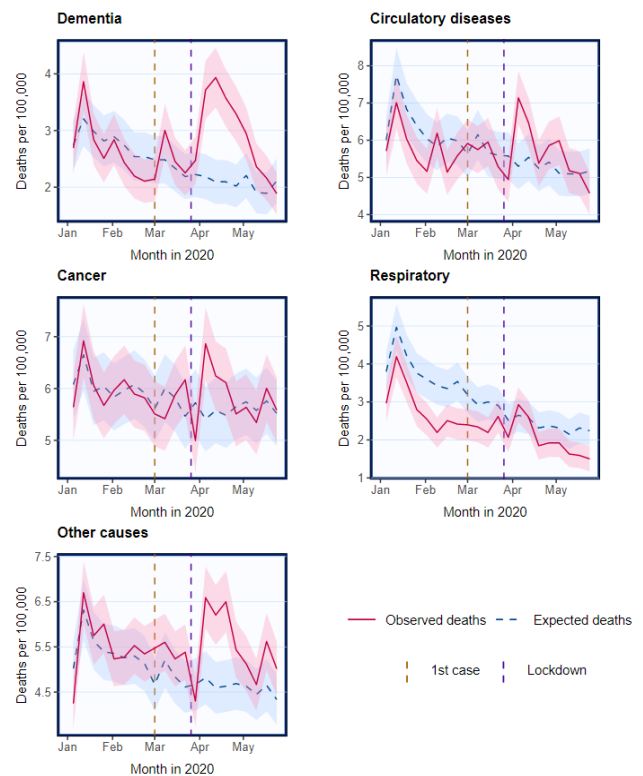 Dementia
Deaths per 100,000
4
3
2
Jan Feb Mar Apr May
Month in 2020
Circulatory diseases
Deaths per 100,000
8
7
6
5
4
Jan Feb Mar Apr May
Month in 2020
Cancer
Deaths per 100,000
7
6
5
Jan Feb Mar Apr May
Month in 2020
Respiratory
Deaths per 100,000
5
4
3
2
1
Jan Feb Mar Apr May
Month in 2020
Other causes
Deaths per 100,000
7.5
6.5
5.5
4.5
Jan Feb Mar Apr May
Month in 2020
Observed deaths Expected deaths
1st case Lockdown